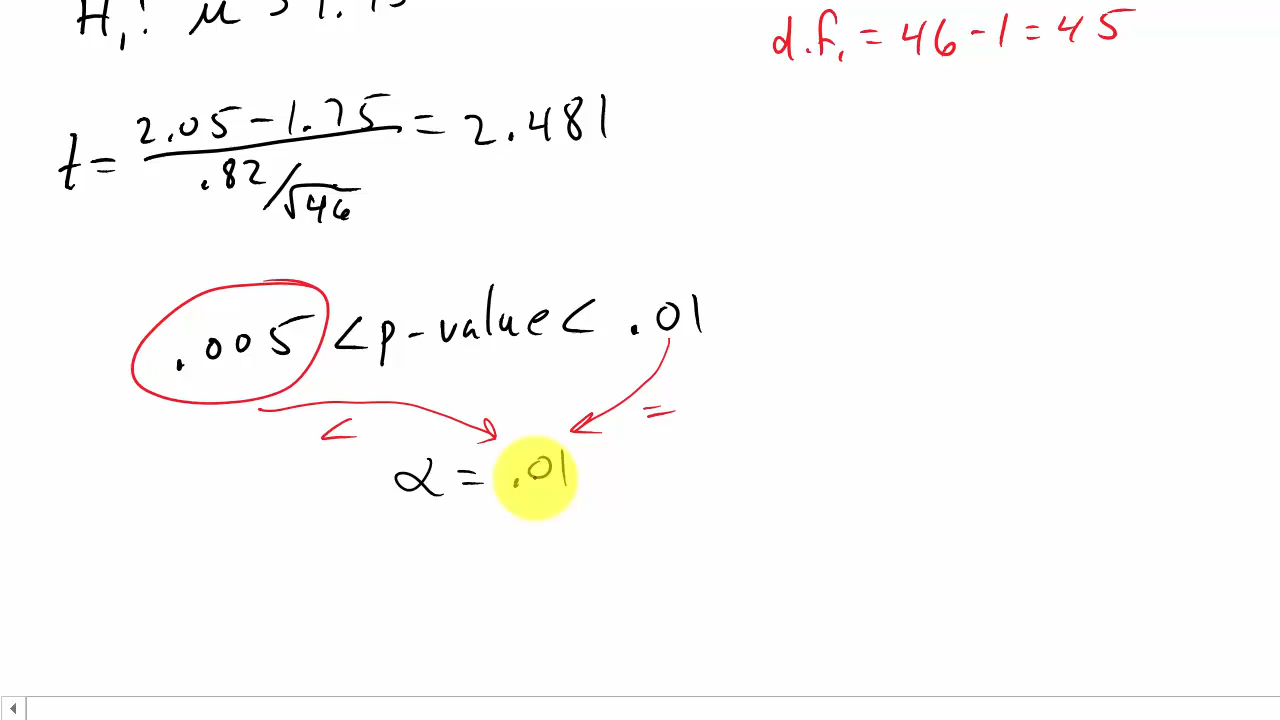 H₁: μ > 1.75
d.f. = 46 - 1 = 45
t = (2.05 - 1.75) / (.82/√46) = 2.481
.005 < p-value < .01
< =
α = .01